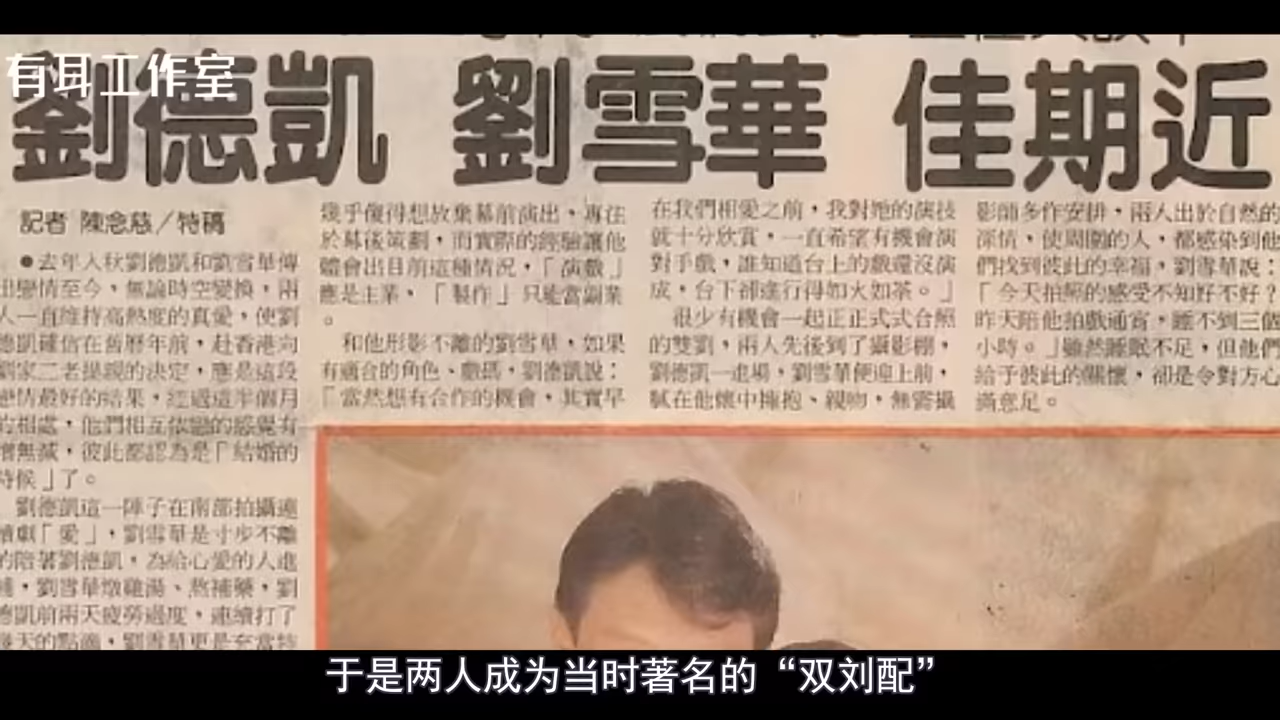 有耳工作室
劉德凱 劉雪華 佳期近
記者 陳念慈／特稿
●去年入秋劉德凱和劉雪華傳
出戀情至今，無論時空變換，兩
人一直維持高熱度的真愛，使劉
德凱確信在舊曆年前，赴香港向
劉家二老提親的決定，應是這段
戀情最好的結果，經過這半個月
的相處，他們相互依戀的感覺有
增無減，彼此都認為是「結婚的
時候」了。
劉德凱這一陣子在南部拍攝連
續劇「愛」，劉雪華是寸步不離
的陪著劉德凱，為給心愛的人進
補，劉雪華燉雞湯、熬補藥，劉
德凱前兩天疲勞過度，連續打了
幾天的點滴，劉雪華更是充當特
幾乎傻得想放棄幕前演出，專在
於幕後策劃，而實際的經驗讓他
體會出目前這種情況，「演戲」
應是主業，「製作」只能當副業
。
和他形影不離的劉雪華，如果
有適合的角色、戲碼，劉德凱說：
「當然想有合作的機會，其實早
在我們相愛之前，我對她的演技
就十分欣賞，一直希望有機會演
對手戲，誰知道台上的戲還沒演
成，台下卻進行得如火如荼。」
很少有機會一起正正式式合照
的雙劉，兩人先後到了攝影棚，
劉德凱一進場，劉雪華便迎上前，
膩在他懷中擁抱、親吻，無需攝
影師多作安排，兩人出於自然的
深情，使周圍的人，都感染到他
們找到彼此的幸福，劉雪華說：
「今天拍照的感受不知好不好？
昨天陪他拍戲通宵，睡不到三個
小時。」雖然睡眠不足，但他們
給予彼此的關懷，卻是令對方心
滿意足。
于是两人成为当时著名的“双刘配”